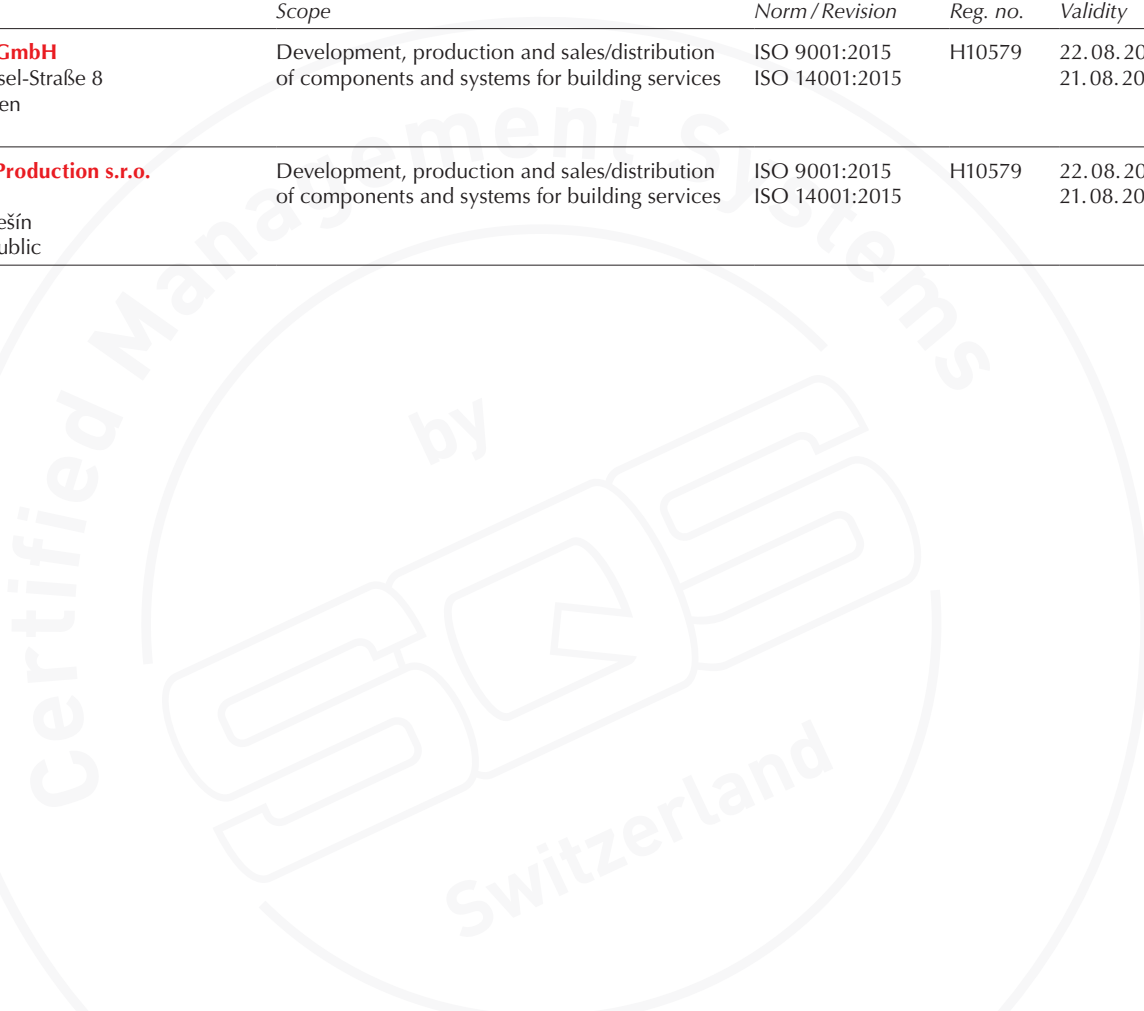 Scope Norm / Revision Reg. no. Validity
GmbH Development, production and sales/distribution ISO 9001:2015 H10579 22.08.20
sel-Straße 8 of components and systems for building services ISO 14001:2015 21.08.20
en
Production s.r.o. Development, production and sales/distribution ISO 9001:2015 H10579 22.08.20
of components and systems for building services ISO 14001:2015 21.08.20
ešín
ublic
Certified Management Systems
by
SQS
Switzerland